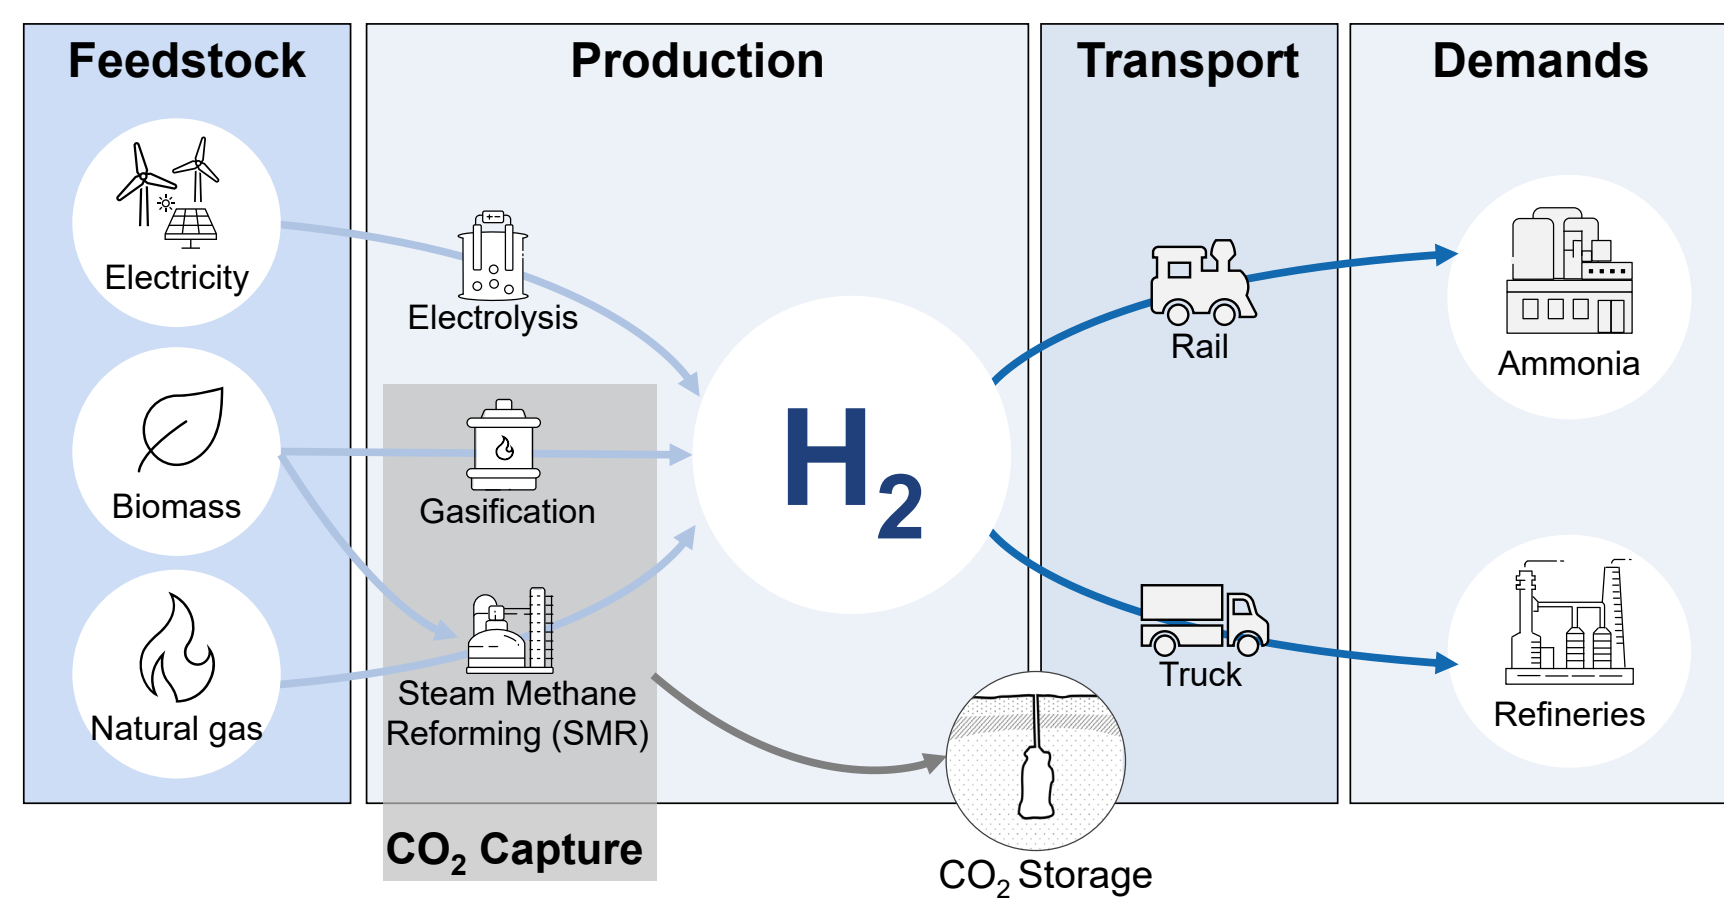 Feedstock
Production
Transport
Demands
Electricity
Electrolysis
Rail
Ammonia
Biomass
Gasification
H₂
Natural gas
Steam Methane
Reforming (SMR)
Truck
Refineries
CO₂ Capture
CO₂ Storage